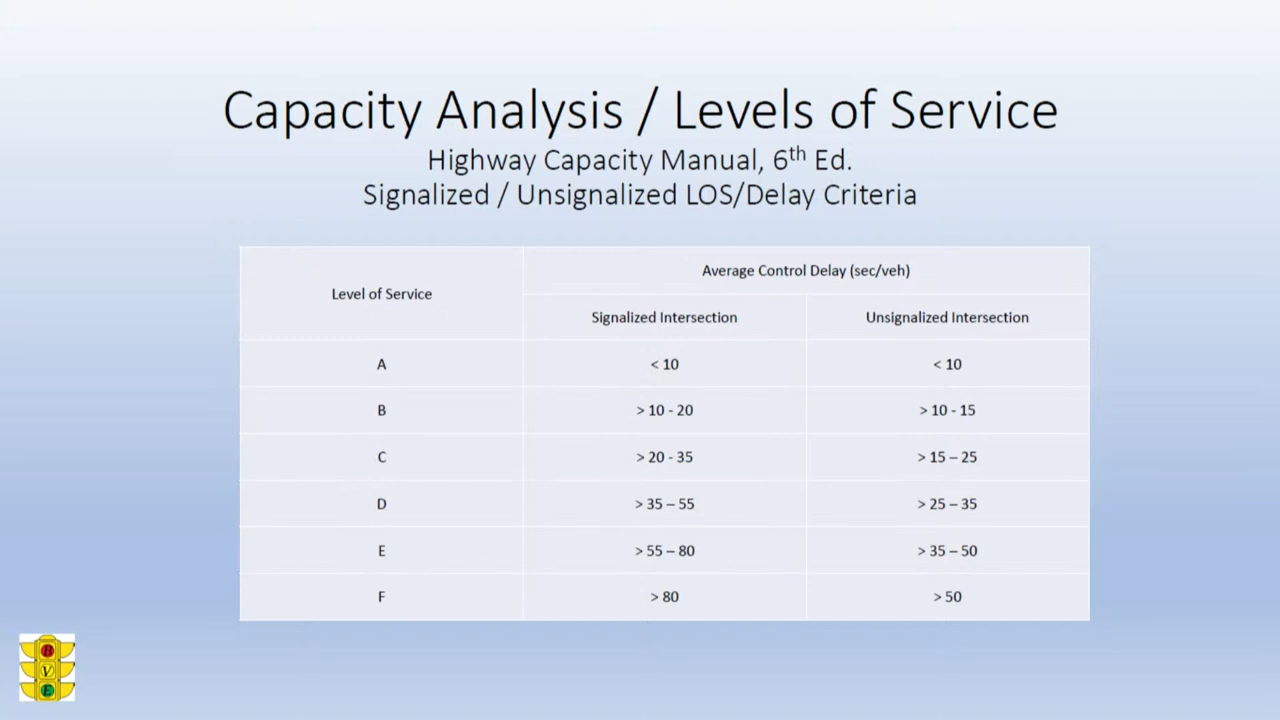 Capacity Analysis / Levels of Service
Highway Capacity Manual, 6th Ed.
Signalized / Unsignalized LOS/Delay Criteria
Level of Service
Average Control Delay (sec/veh)
Signalized Intersection
Unsignalized Intersection
A
< 10
< 10
B
> 10 - 20
> 10 - 15
C
> 20 - 35
> 15 – 25
D
> 35 – 55
> 25 – 35
E
> 55 – 80
> 35 – 50
F
> 80
> 50
B
V
E